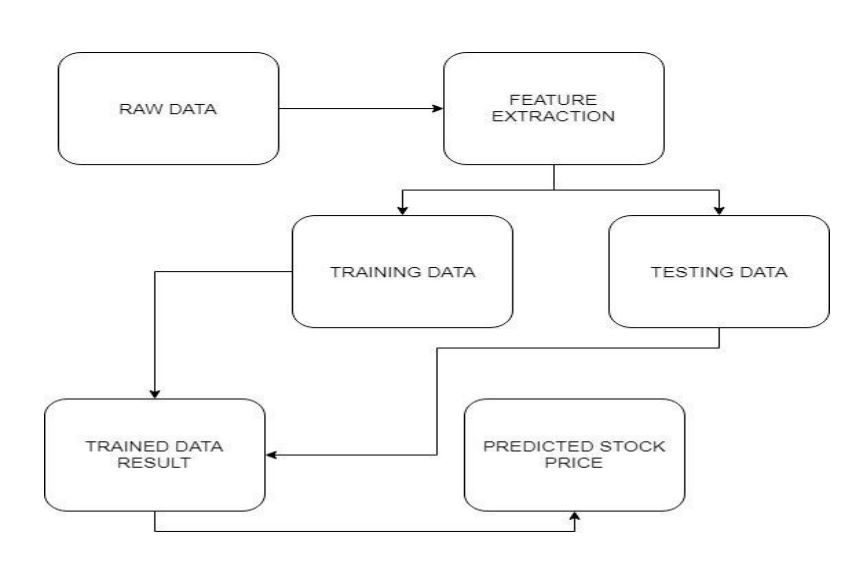 RAW DATA
FEATURE
EXTRACTION
TRAINING DATA
TESTING DATA
TRAINED DATA
RESULT
PREDICTED STOCK
PRICE